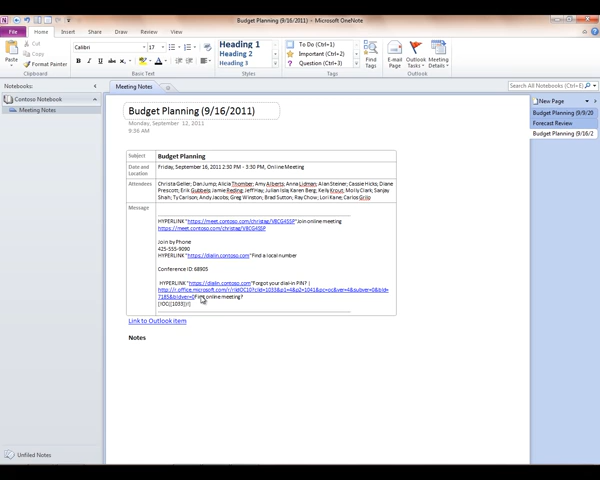 Budget Planning (9/16/2011) – Microsoft OneNote
File Home Insert Share Draw Review View
Cut
Copy
Paste Format Painter
Clipboard
Calibri 17
B I U
Basic Text
Heading 1
Heading 2
Heading 3
Styles
To Do (Ctrl+1)
Important (Ctrl+2)
Question (Ctrl+3)
Tags
Find Tags
E-mail Page
Outlook Tasks
Meeting Details
Outlook
Notebooks:
Contoso Notebook
Meeting Notes
Unfiled Notes
Meeting Notes
Search All Notebooks (Ctrl+E)
New Page
Budget Planning (9/9/20
Forecast Review
Budget Planning (9/16/2
Budget Planning (9/16/2011)
Monday, September 12, 2011
9:36 AM
Subject Budget Planning
Date and Location Friday, September 16, 2011 2:30 PM - 3:30 PM, Online Meeting
Attendees Christa Geller; Dan Jump; Alicia Thomber; Amy Alberts; Anna Lidman; Alan Steiner; Cassie Hicks; Diane
Prescott; Erik Gubbels; Jamie Reding; Jeff Hay; Julian Isla; Karen Berg; Kelly Krout; Molly Clark; Sanjay
Shah; Ty Carlson; Andy Jacobs; Greg Winston; Brad Sutton; Ray Chow; Lori Kane; Carlos Grilo
Message
HYPERLINK "https://meet.contoso.com/christag/V8CG4S5P"Join online meeting
https://meet.contoso.com/christag/V8CG4S5P
Join by Phone
425-555-9090
HYPERLINK "https://dialin.contoso.com"Find a local number
Conference ID: 68905
HYPERLINK "https://dialin.contoso.com"Forgot your dial-in PIN? |
online meeting?
[!OC([1033])!]
Link to Outlook item
Notes